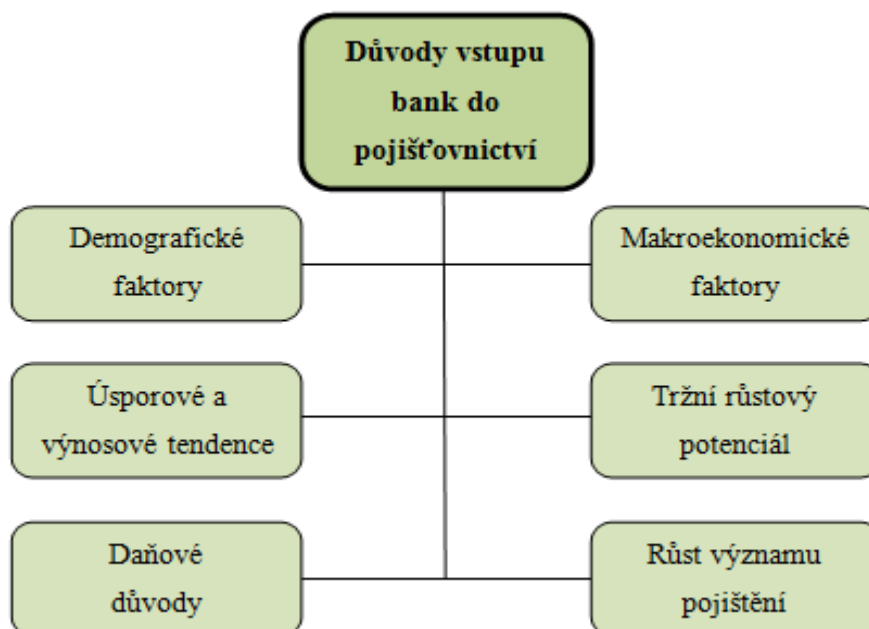 Důvody vstupu
bank do
pojišťovnictví
Demografické
faktory
Makroekonomické
faktory
Úsporové a
výnosové tendence
Tržní růstový
potenciál
Daňové
důvody
Růst významu
pojištění